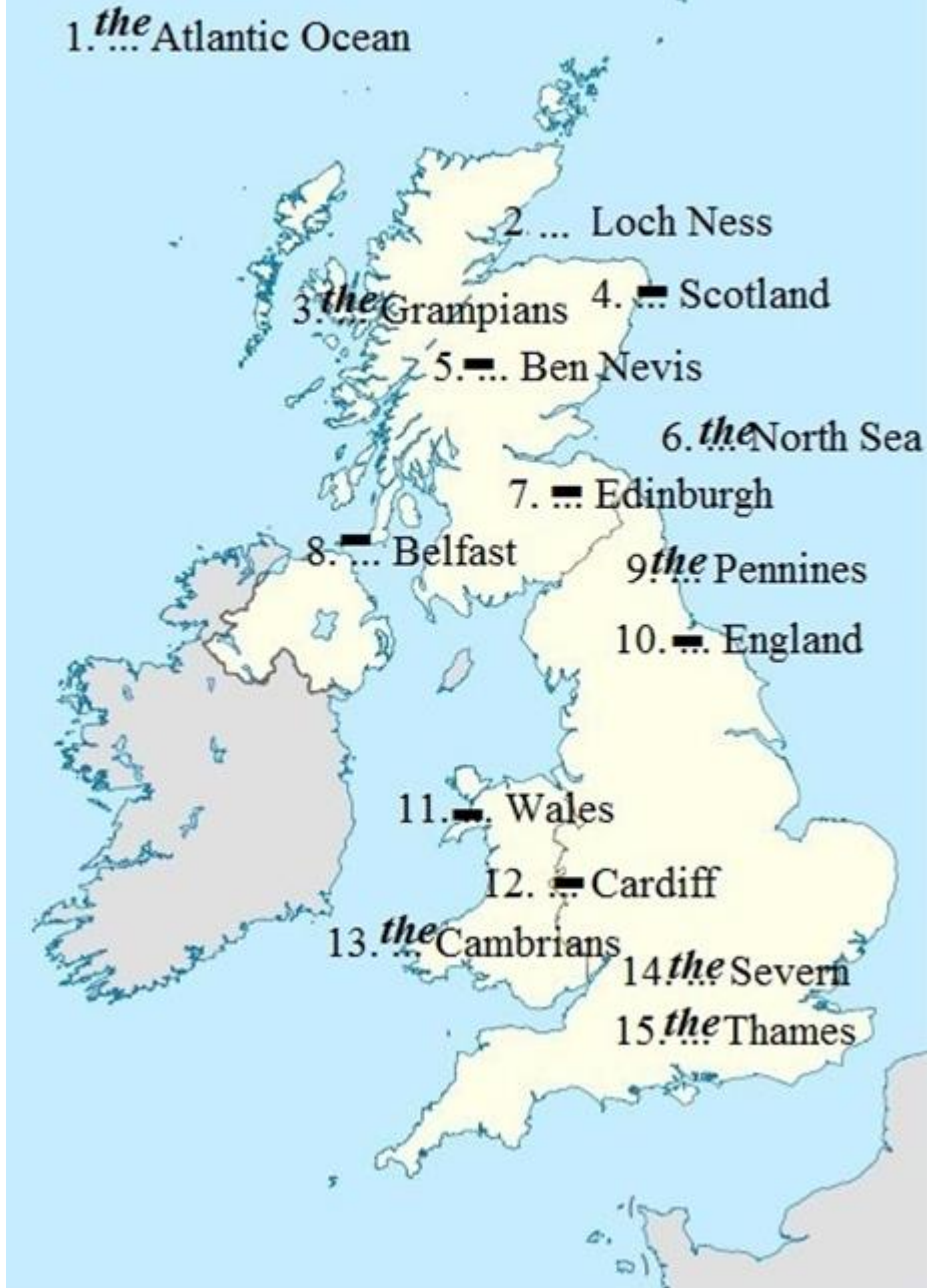 1. the ... Atlantic Ocean
2 ... Loch Ness
3. the ... Grampians
4. – ... Scotland
5. – ... Ben Nevis
6. the ... North Sea
7. – ... Edinburgh
8. – ... Belfast
9. the ... Pennines
10. – ... England
11. – ... Wales
12. – ... Cardiff
13. the ... Cambrians
14. the ... Severn
15. the ... Thames